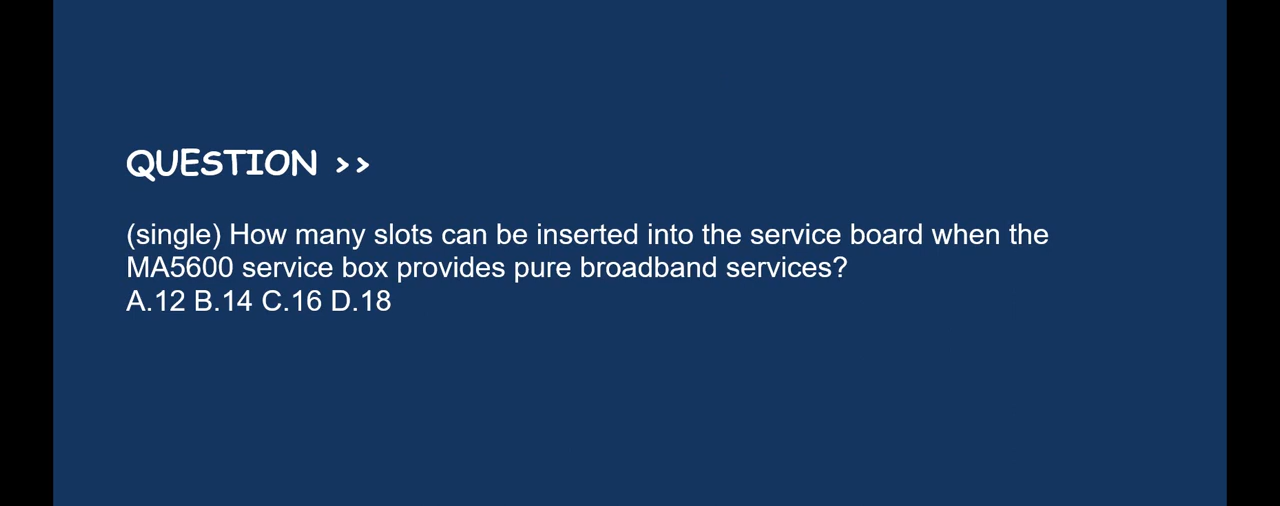 QUESTION >>
(single) How many slots can be inserted into the service board when the
MA5600 service box provides pure broadband services?
A.12 B.14 C.16 D.18